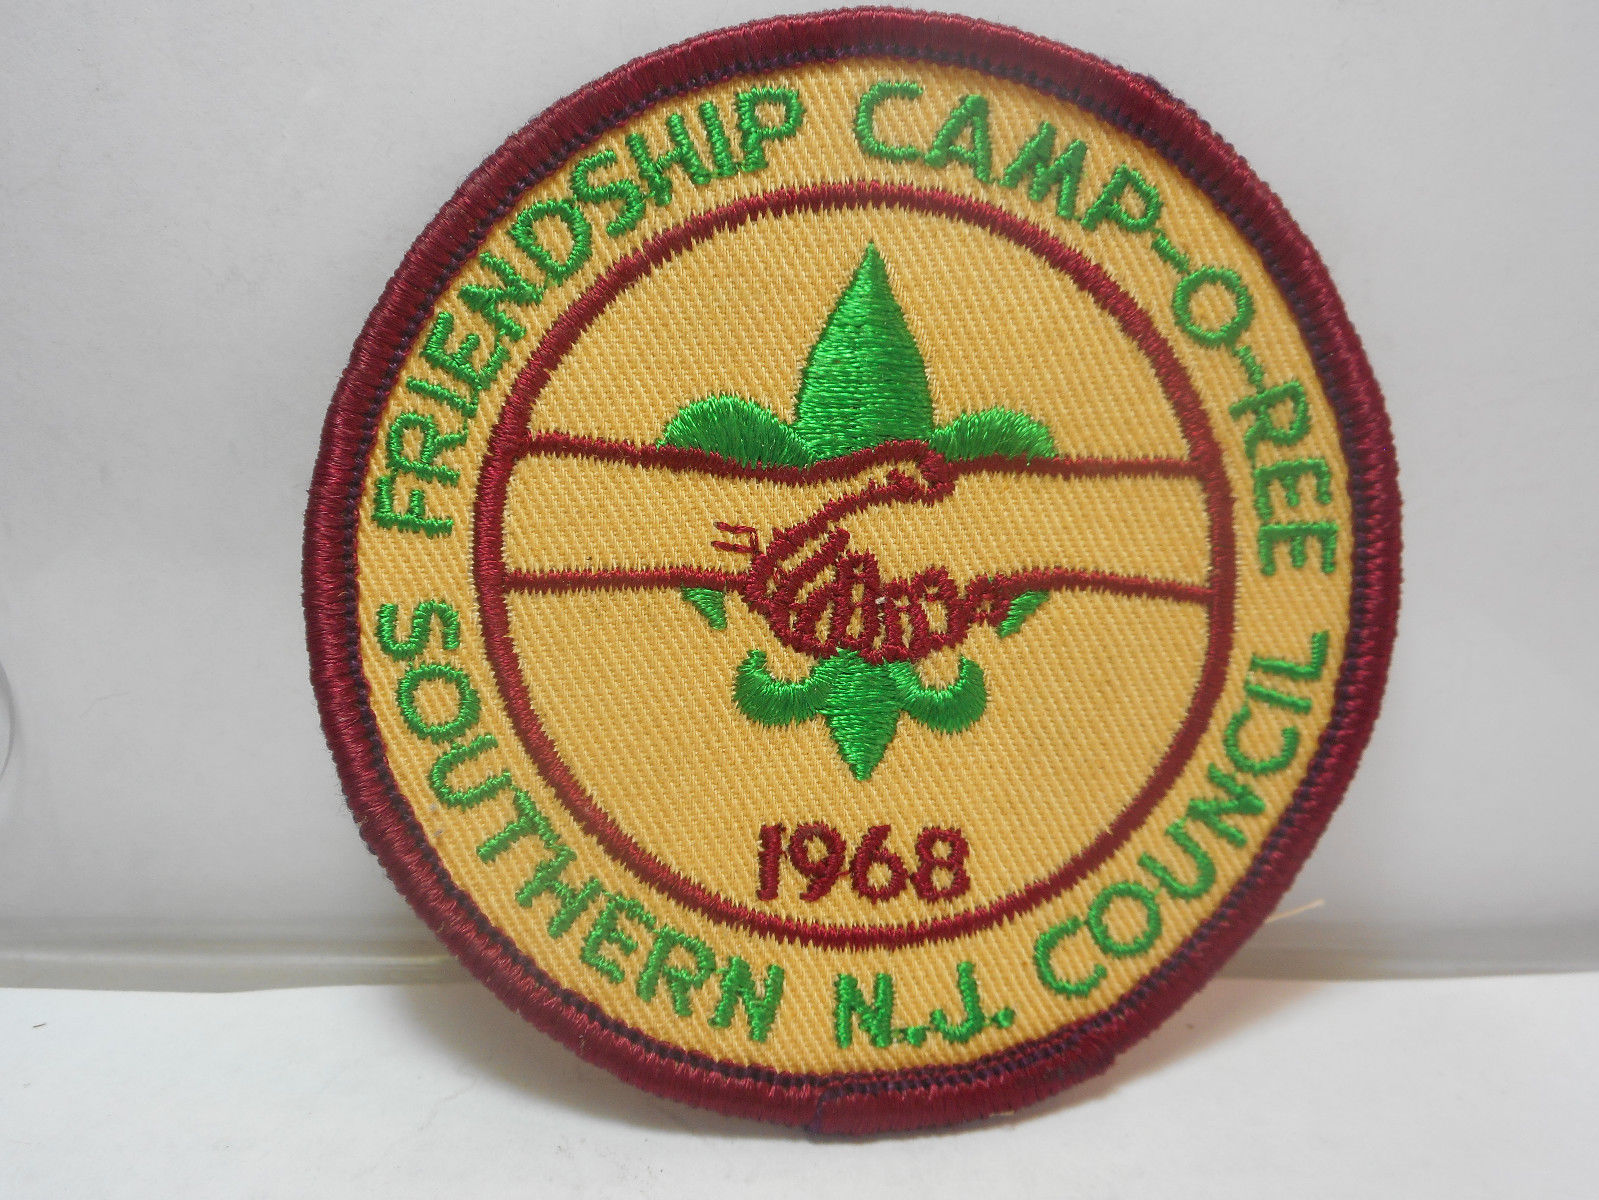 FRIENDSHIP CAMP-O-REE
1968
SOUTHERN N.J. COUNCIL